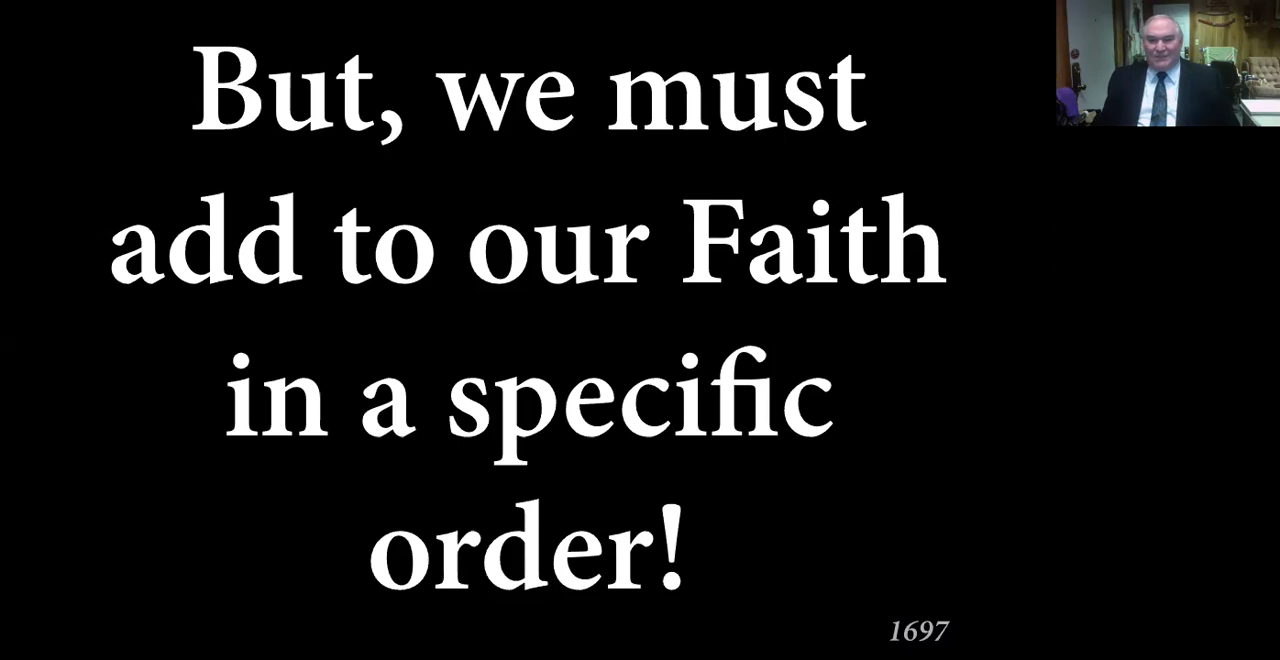 But, we must
add to our Faith
in a specific
order!
1697